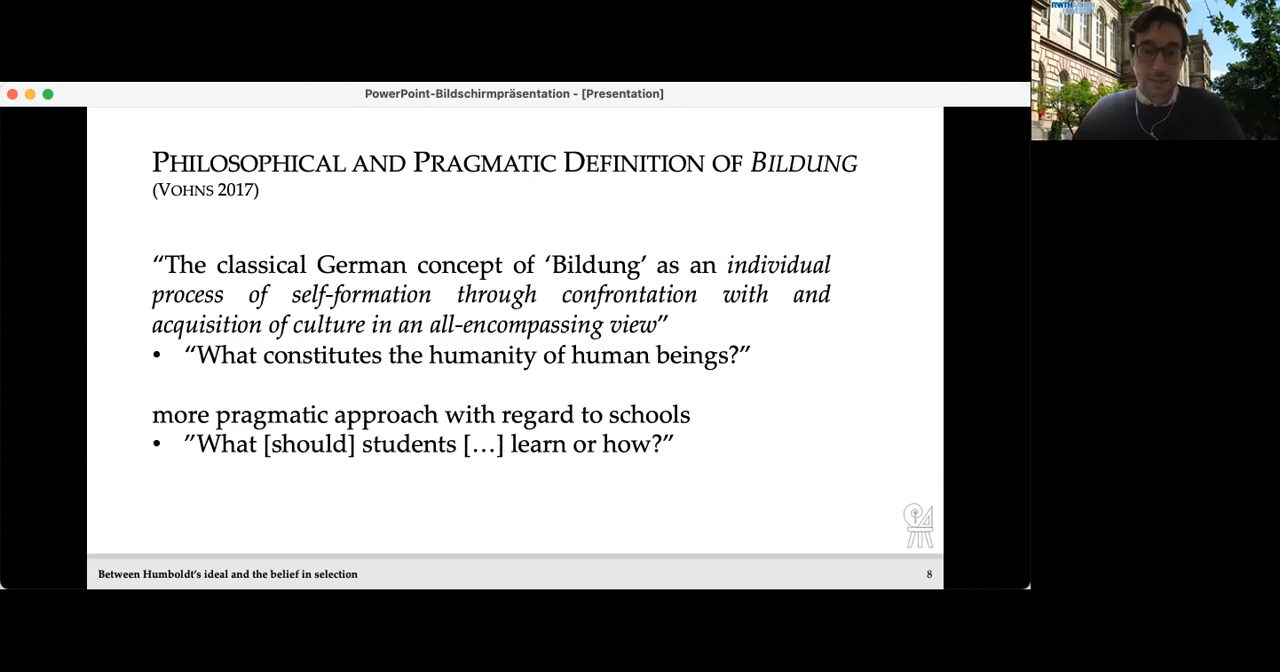 PowerPoint-Bildschirmpräsentation - [Presentation]
RWTH
PHILOSOPHICAL AND PRAGMATIC DEFINITION OF BILDUNG
(VOHNS 2017)
“The classical German concept of ‘Bildung’ as an individual
process of self-formation through confrontation with and
acquisition of culture in an all-encompassing view”
• “What constitutes the humanity of human beings?”
more pragmatic approach with regard to schools
• ”What [should] students […] learn or how?”
Between Humboldt's ideal and the belief in selection
8